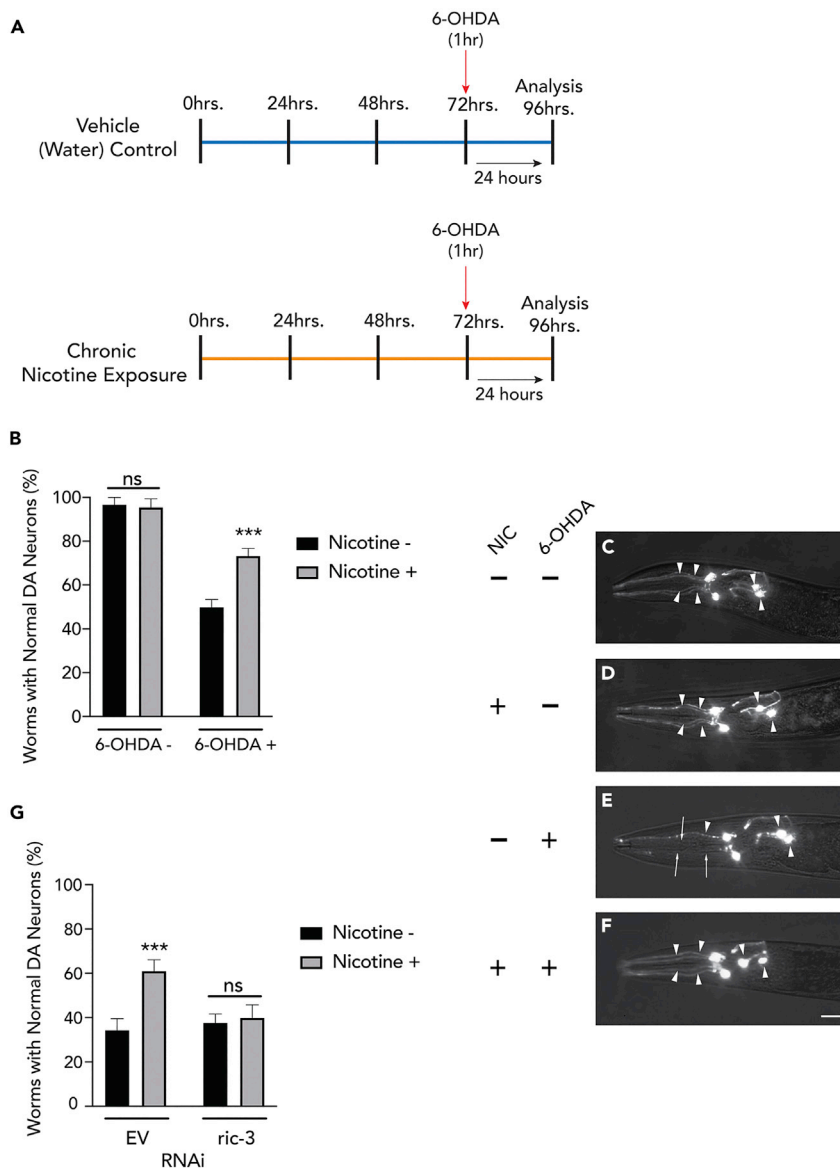 A
6-OHDA
(1hr)
Analysis
0hrs. 24hrs. 48hrs. 72hrs. 96hrs.
Vehicle
(Water) Control
24 hours
6-OHDA
(1hr)
Analysis
0hrs. 24hrs. 48hrs. 72hrs. 96hrs.
Chronic
Nicotine Exposure
24 hours
B
Worms with Normal DA Neurons (%)
100
80
60
40
20
0
ns
***
6-OHDA - 6-OHDA +
Nicotine -
Nicotine +
NIC 6-OHDA
− − C
+ − D
− + E
+ + F
G
Worms with Normal DA Neurons (%)
100
80
60
40
20
0
***
ns
EV ric-3
RNAi
Nicotine -
Nicotine +